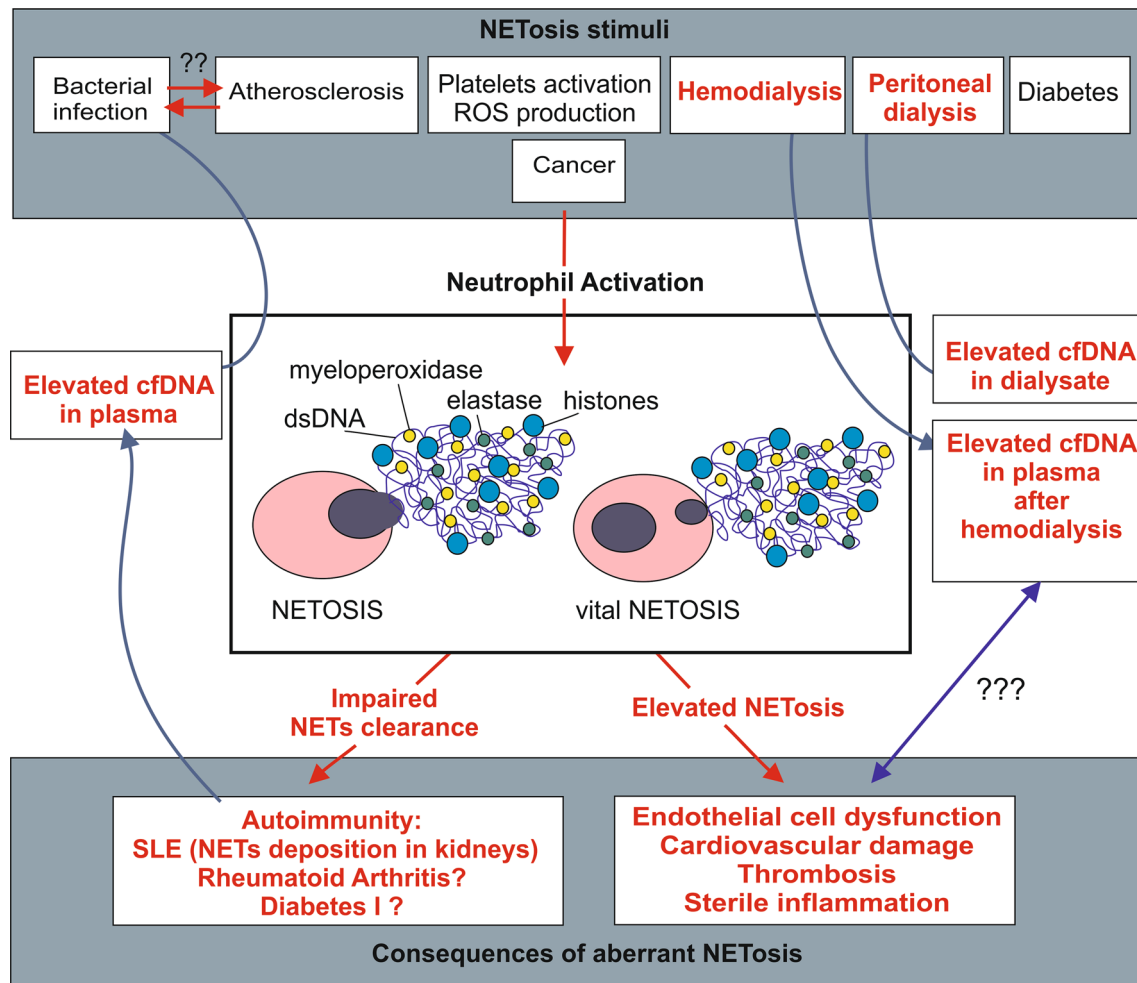 NETosis stimuli
??
Bacterial
infection
Atherosclerosis
Platelets activation
ROS production
Hemodialysis
Peritoneal
dialysis
Diabetes
Cancer
Neutrophil Activation
Elevated cfDNA
in plasma
myeloperoxidase
dsDNA
elastase
histones
NETOSIS
vital NETOSIS
Elevated cfDNA
in dialysate
Elevated cfDNA
in plasma
after
hemodialysis
Impaired
NETs clearance
Elevated NETosis
???
Autoimmunity:
SLE (NETs deposition in kidneys)
Rheumatoid Arthritis?
Diabetes I ?
Endothelial cell dysfunction
Cardiovascular damage
Thrombosis
Sterile inflammation
Consequences of aberrant NETosis